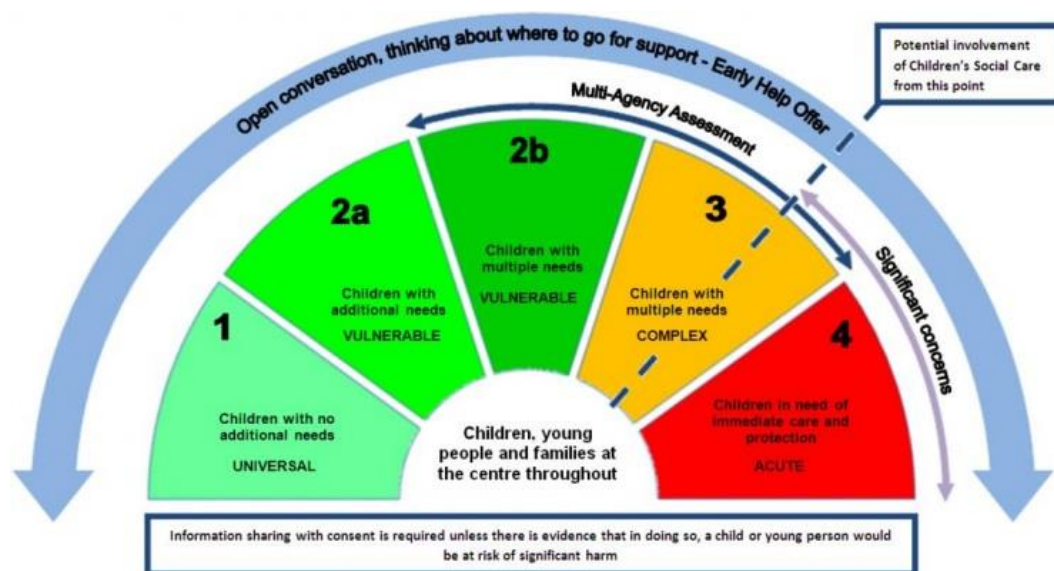 Open conversation, thinking about where to go for support - Early Help Offer
Potential involvement
of Children's Social Care
from this point
Multi-Agency Assessment
Significant concerns
1
Children with no
additional needs
UNIVERSAL
2a
Children with
additional needs
VULNERABLE
2b
Children with
multiple needs
VULNERABLE
3
Children with
multiple needs
COMPLEX
4
Children in need of
immediate care and
protection
ACUTE
Children, young
people and families at
the centre throughout
Information sharing with consent is required unless there is evidence that in doing so, a child or young person would
be at risk of significant harm